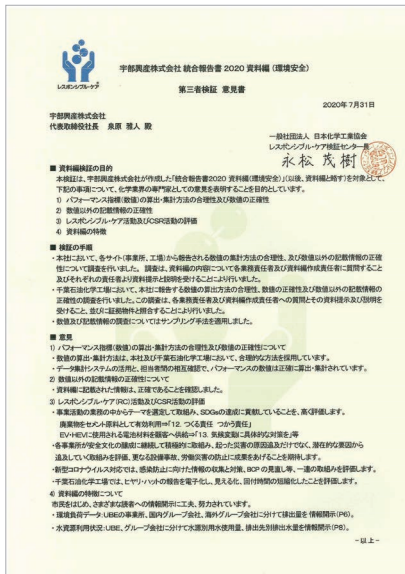 レスポンシブル・ケア
宇部興産株式会社 統合報告書 2020 資料編 (環境安全)
第三者検証 意見書
2020年 7月31日
宇部興産株式会社
代表取締役社長 泉原 雅人 殿
一般社団法人 日本化学工業協会
レスポンシブル・ケア検証センター長
永松 茂樹
■ 資料編検証の目的
本検証は、宇部興産株式会社が作成した「統合報告書2020 資料編(環境安全)」(以後、資料編と略す)を対象として、
下記の事項について、化学業界の専門家としての意見を表明することを目的としています。
1) パフォーマンス指標(数値)の算出・集計方法の合理性及び数値の正確性
2) 数値以外の記載情報の正確性
3) レスポンシブル・ケア活動及びCSR活動の評価
4) 資料編の特徴
■ 検証の手順
・本社において、各サイト(事業所、工場)から報告される数値の集計方法の合理性、及び数値以外の記載情報の正確
性について調査を行いました。 調査は、資料編の内容について各業務責任者及び資料編作成責任者に質問すること
及びそれぞれの責任者より資料提示と説明を受けることにより行いました。
・千葉石油化学工場において、本社に報告する数値の算出方法の合理性、数値の正確性及び数値以外の記載情報の
正確性の調査を行いました。この調査は、各業務責任者及び資料編作成責任者への質問とその資料提示及び説明を
受けること、並びに証拠物件と照合することにより行いました。
・数値及び記載情報の調査についてはサンプリング手法を適用しました。
■ 意見
1) パフォーマンス指標(数値)の算出・集計方法の合理性及び数値の正確性について
・数値の算出・集計方法は、本社及び千葉石油化学工場において、合理的な方法を採用しています。
・データ集計システムの活用と、担当者間の相互確認で、パフォーマンスの数値は正確に算出・集計されています。
2) 数値以外の記載情報の正確性について
・資料編に記載された情報は、正確であることを確認しました。
3) レスポンシブル・ケア(RC)活動及びCSR活動の評価について
・事業活動の業務の中からテーマを選定して取組み、SDGsの達成に貢献していることを、高く評価します。
廃棄物をセメント原料として有効利用⇒「12. つくる責任 つかう責任」
EV・HEVに使用される電池材料を顧客へ供給⇒「13. 気候変動に具体的な対策を」等
・各事業所が安全文化の醸成に継続して積極的に取組み、起った災害の原因追及だけでなく、潜在的な要因から
追及していく取組みを評価し、更なる設備事故、労働災害の防止に成果をあげることを期待します。
・新型コロナウイルス対応では、感染防止に向けた情報の収集と対策、BCP の見直し等、一連の取組みを評価します。
・千葉石油化学工場では、ヒヤリ・ハットの報告を電子化し、見える化、回付時間の短縮化したことを評価します。
4) 資料編の特徴について
市民をはじめ、さまざまな読者への情報開示に工夫、努力されています。
・環境負荷データ:UBEの事業所、国内グループ会社、海外グループ会社に分けて排出量を情報開示(P6)。
・水資源利用状況:UBE、グループ会社に分けて水源別用水使用量、排出先別排出水量を情報開示(P8)。
- 以上 -